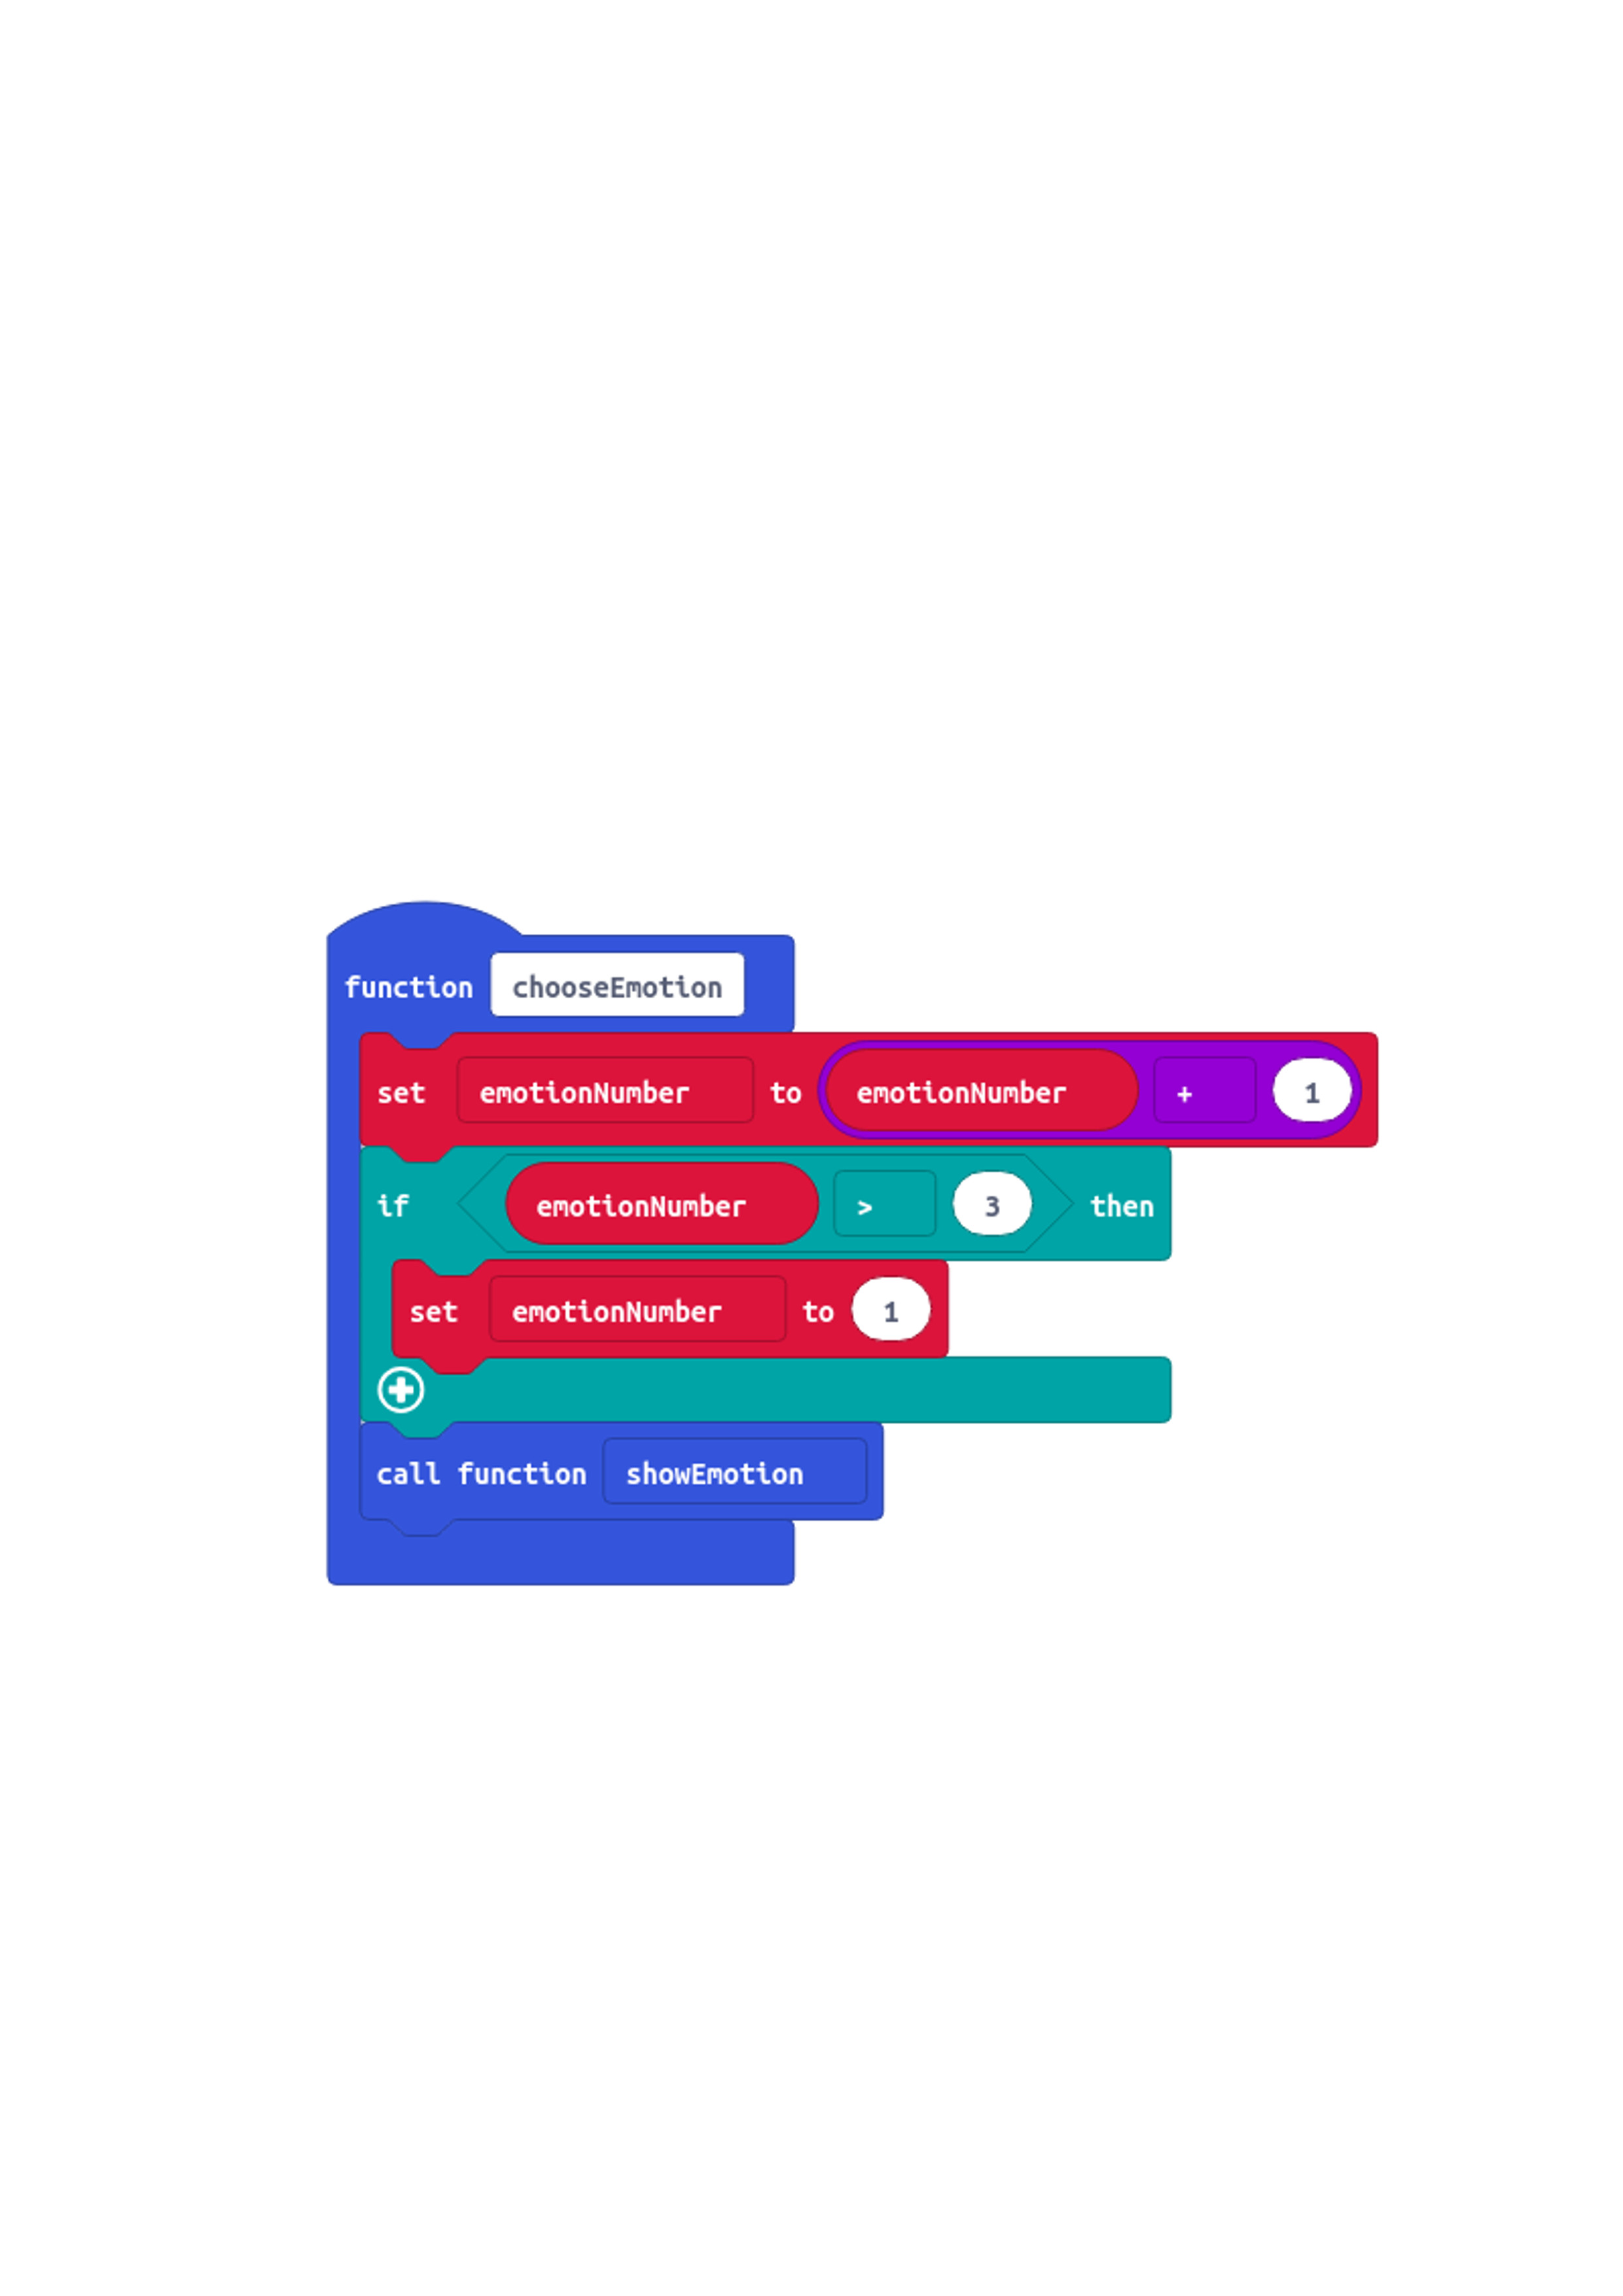 function chooseEmotion
set emotionNumber to emotionNumber + 1
if emotionNumber > 3 then
set emotionNumber to 1
call function showEmotion